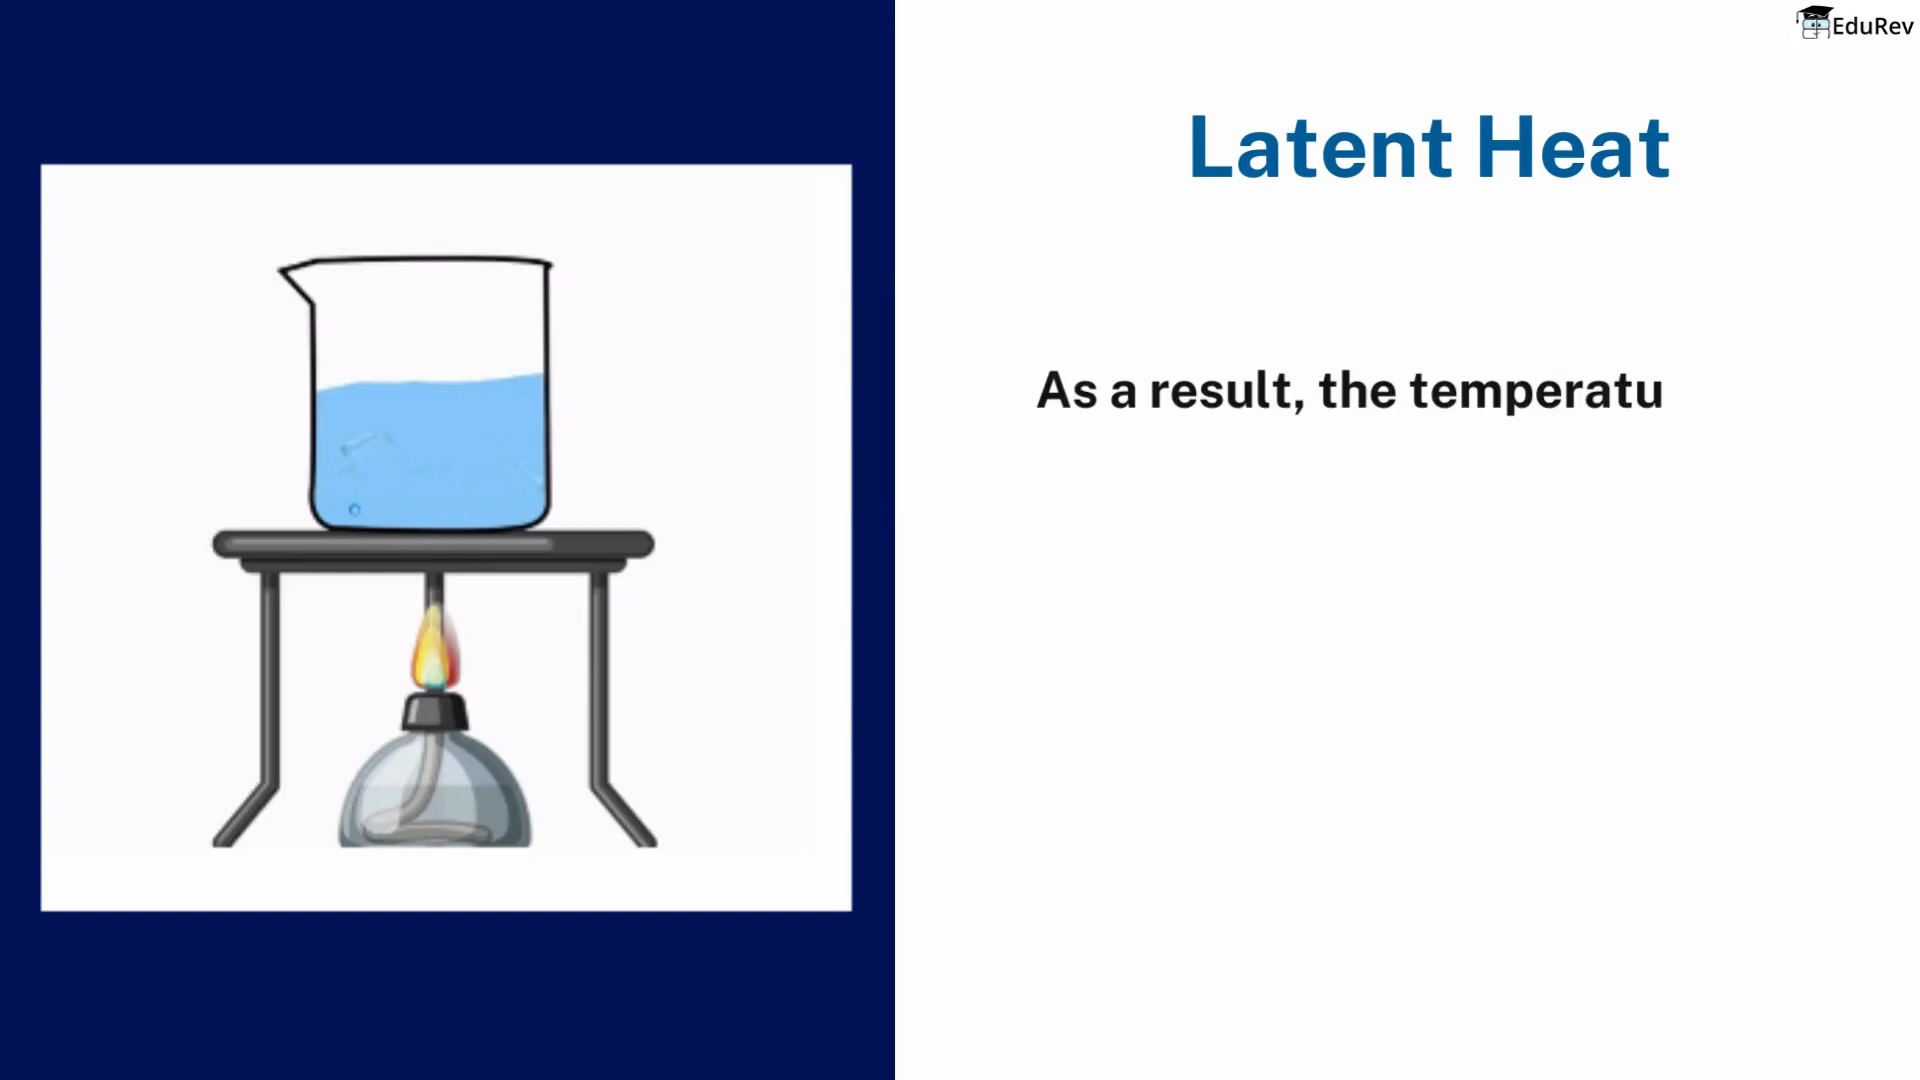 EduRev
Latent Heat
As a result, the temperatu